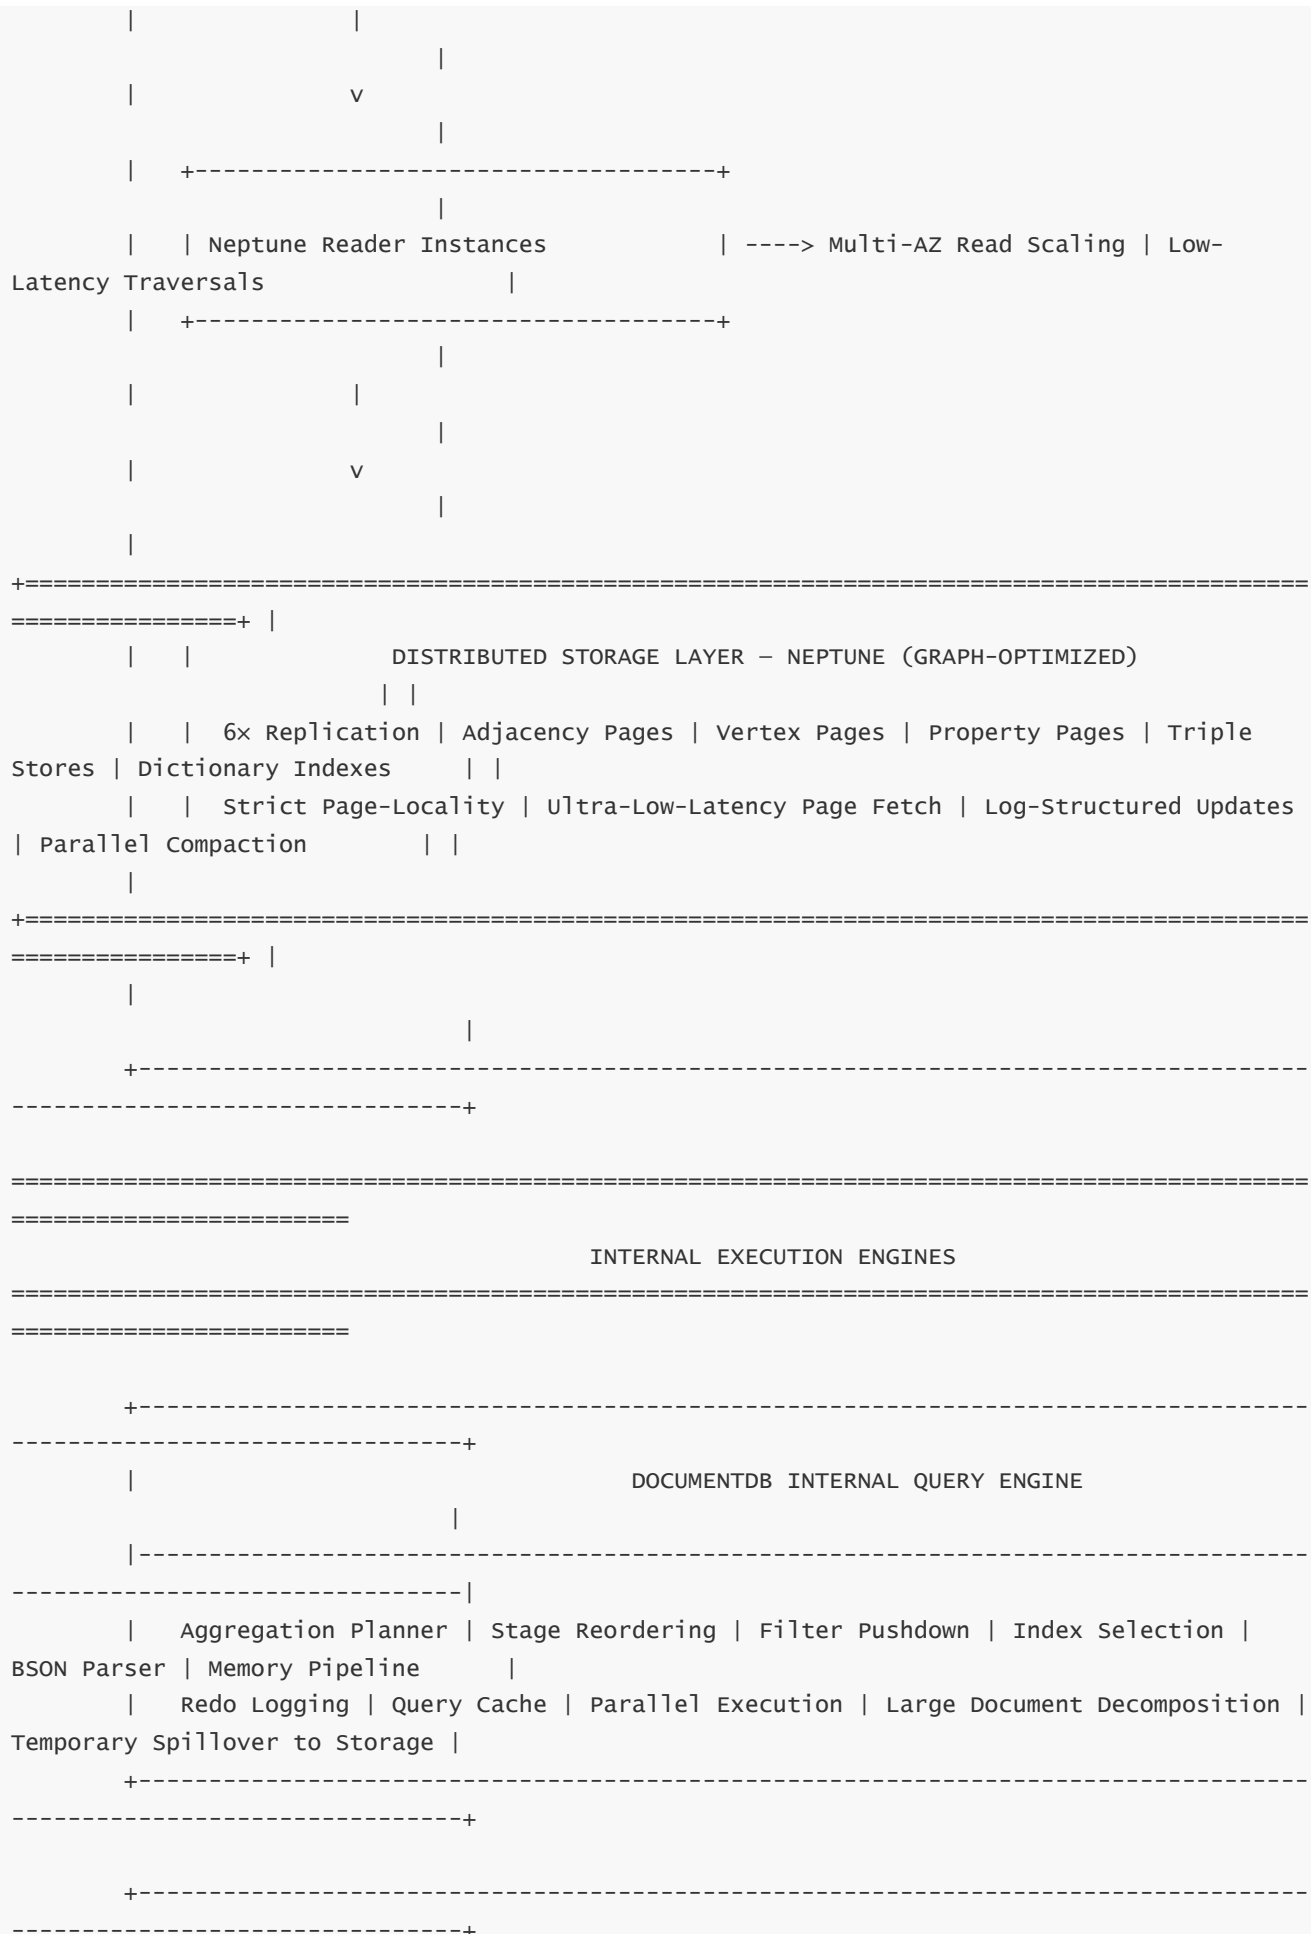 |               |
|
|               v
|
|   +-------------------------------------+
|
|   | Neptune Reader Instances            | ----> Multi-AZ Read Scaling | Low-
Latency Traversals                 |
|   +-------------------------------------+
|
|               |
|
|               v
|
|
+===========================================================================================
================+ |
|   |              DISTRIBUTED STORAGE LAYER — NEPTUNE (GRAPH-OPTIMIZED)
| |
|   |  6× Replication | Adjacency Pages | Vertex Pages | Property Pages | Triple
Stores | Dictionary Indexes     | |
|   |  Strict Page-Locality | Ultra-Low-Latency Page Fetch | Log-Structured Updates
| Parallel Compaction        | |
|
+===========================================================================================
================+ |
|
|
+-----------------------------------------------------------------------------------
--------------------------------+

============================================================================================
========================
INTERNAL EXECUTION ENGINES
============================================================================================
========================

+-----------------------------------------------------------------------------------
--------------------------------+
|                                   DOCUMENTDB INTERNAL QUERY ENGINE
|
|-----------------------------------------------------------------------------------
--------------------------------|
|   Aggregation Planner | Stage Reordering | Filter Pushdown | Index Selection |
BSON Parser | Memory Pipeline      |
|   Redo Logging | Query Cache | Parallel Execution | Large Document Decomposition |
Temporary Spillover to Storage |
+-----------------------------------------------------------------------------------
--------------------------------+

+-----------------------------------------------------------------------------------
--------------------------------+